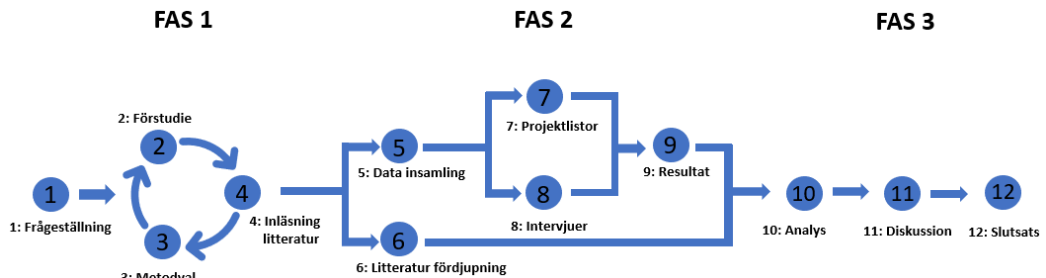 FAS 1
FAS 2
FAS 3
1
1: Frågeställning
2: Förstudie
2
3
3: Metodval
4
4: Inläsning
litteratur
5
5: Data insamling
6
6: Litteratur fördjupning
7
7: Projektlistor
8
8: Intervjuer
9
9: Resultat
10
10: Analys
11
11: Diskussion
12
12: Slutsats